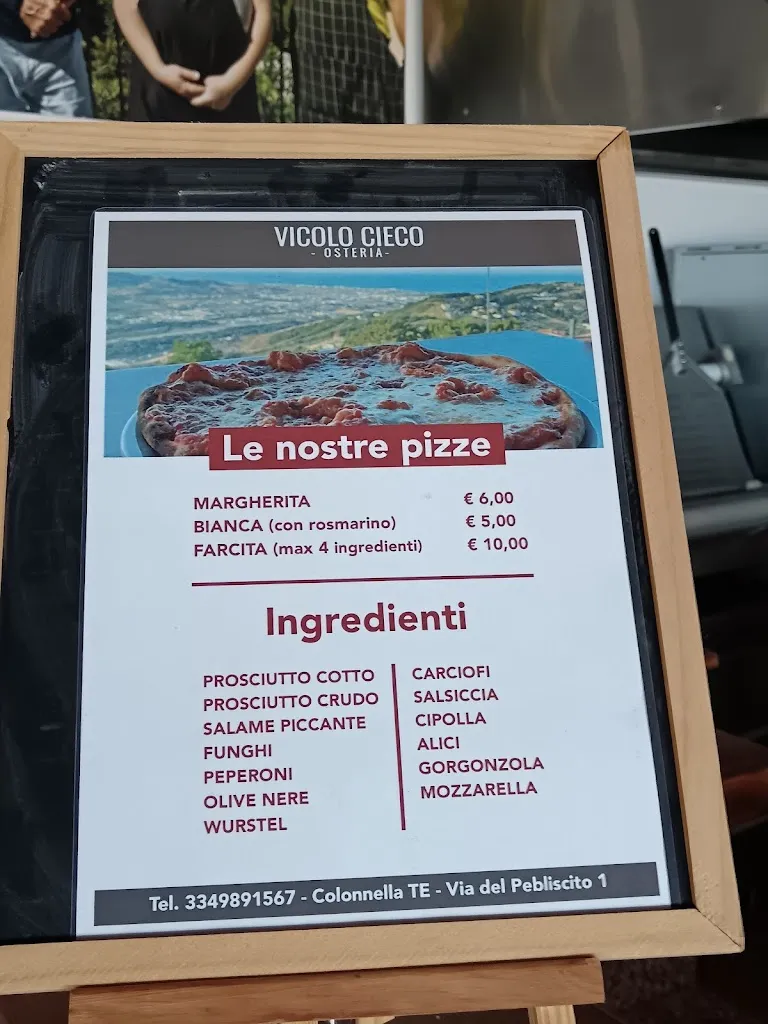 VICOLO CIECO
- OSTERIA-
Le nostre pizze
MARGHERITA € 6,00
BIANCA (con rosmarino) € 5,00
FARCITA (max 4 ingredienti) € 10,00
Ingredienti
PROSCIUTTO COTTO
PROSCIUTTO CRUDO
SALAME PICCANTE
FUNGHI
PEPERONI
OLIVE NERE
WURSTEL
CARCIOFI
SALSICCIA
CIPOLLA
ALICI
GORGONZOLA
MOZZARELLA
Tel. 3349891567 - Colonnella TE - Via del Pebliscito 1